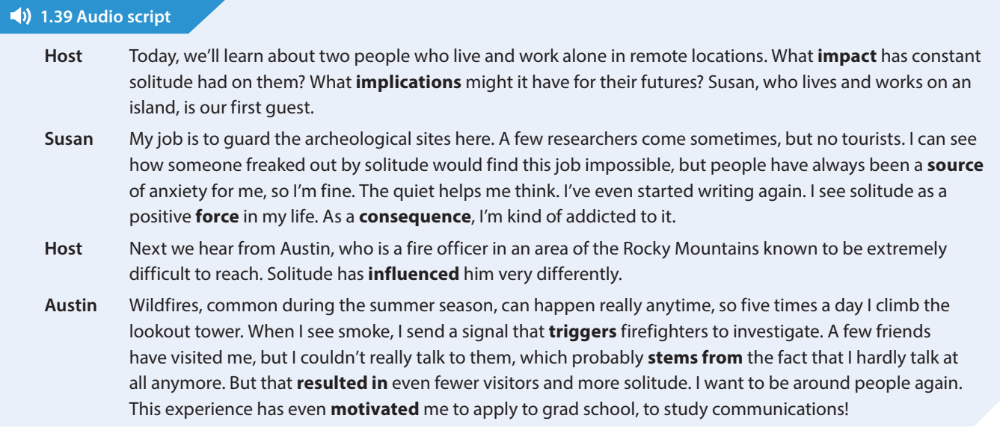 1.39 Audio script
Host Today, we'll learn about two people who live and work alone in remote locations. What impact has constant
solitude had on them? What implications might it have for their futures? Susan, who lives and works on an
island, is our first guest.
Susan My job is to guard the archeological sites here. A few researchers come sometimes, but no tourists. I can see
how someone freaked out by solitude would find this job impossible, but people have always been a source
of anxiety for me, so I'm fine. The quiet helps me think. I've even started writing again. I see solitude as a
positive force in my life. As a consequence, I'm kind of addicted to it.
Host Next we hear from Austin, who is a fire officer in an area of the Rocky Mountains known to be extremely
difficult to reach. Solitude has influenced him very differently.
Austin Wildfires, common during the summer season, can happen really anytime, so five times a day I climb the
lookout tower. When I see smoke, I send a signal that triggers firefighters to investigate. A few friends
have visited me, but I couldn't really talk to them, which probably stems from the fact that I hardly talk at
all anymore. But that resulted in even fewer visitors and more solitude. I want to be around people again.
This experience has even motivated me to apply to grad school, to study communications!